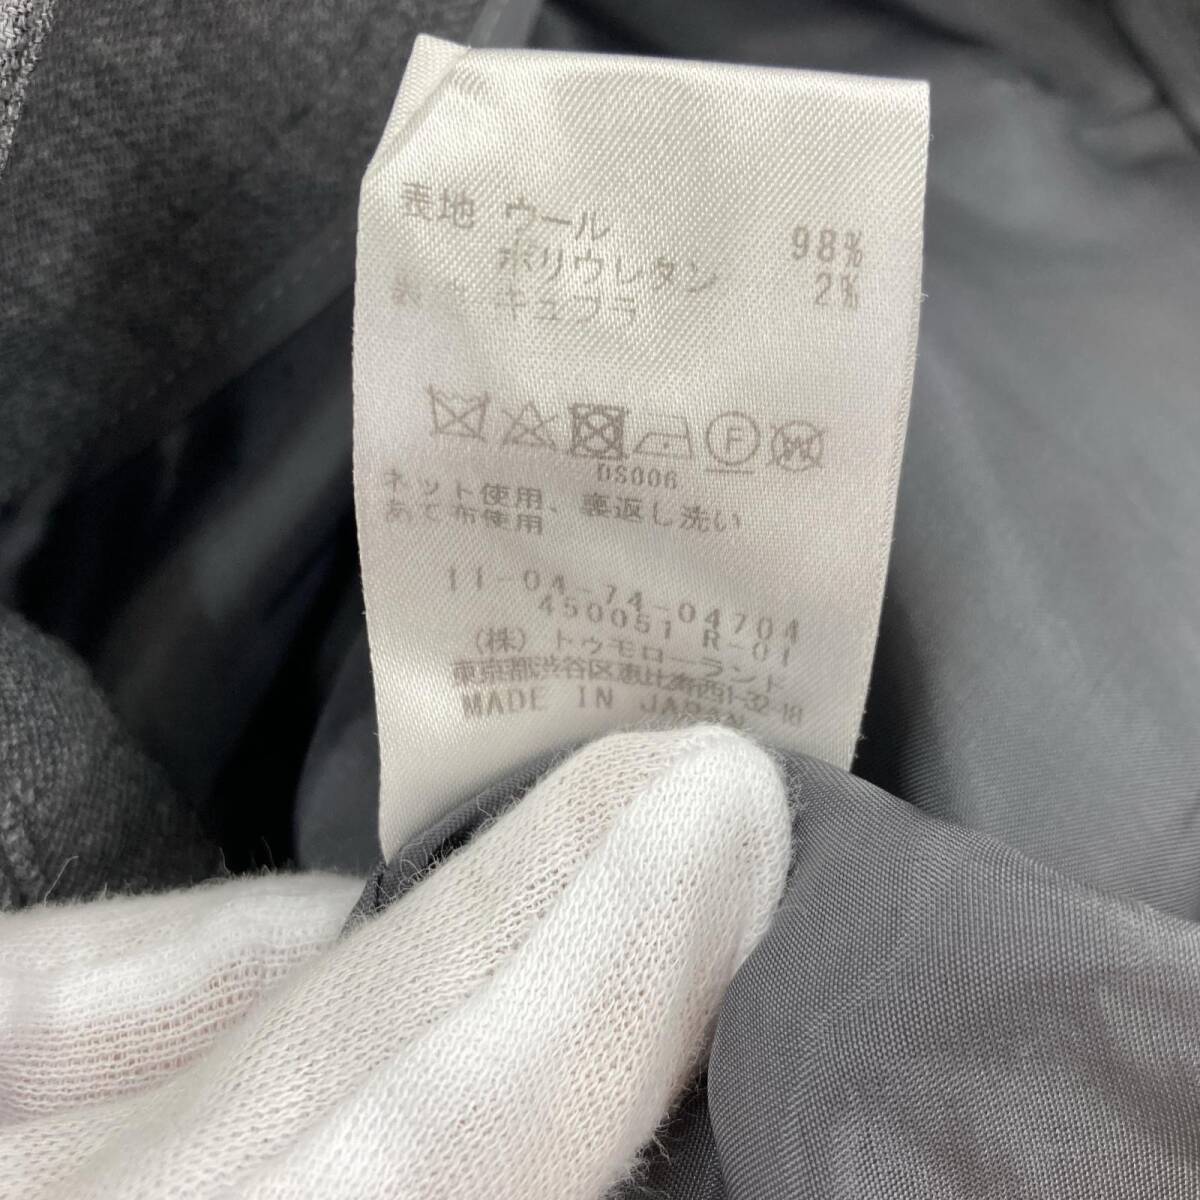 表地 ウール 98%
ポリウレタン 2%
キュプラ
DS006
ネット使用、裏返し洗い
あて布使用
11-04-74-04704
450051 R-01
(株) トゥモローランド
東京都渋谷区恵比寿西1-32-18
MADE IN JAPAN